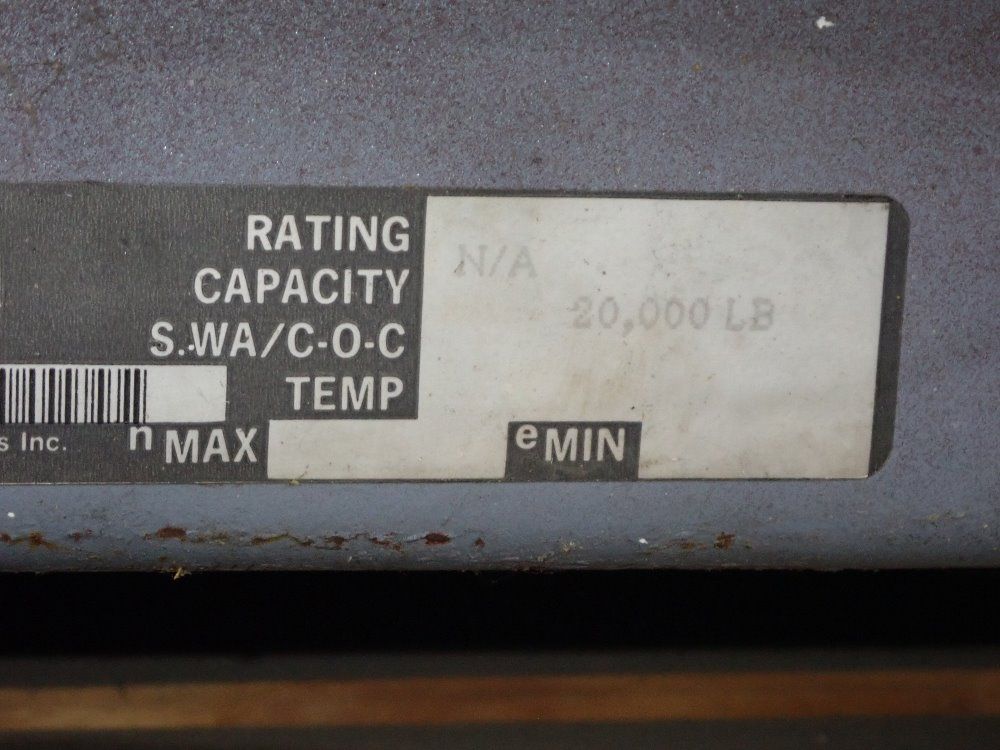 RATING N/A
CAPACITY 20,000 LB
S.WA/C-O-C
TEMP
s Inc. n MAX e MIN